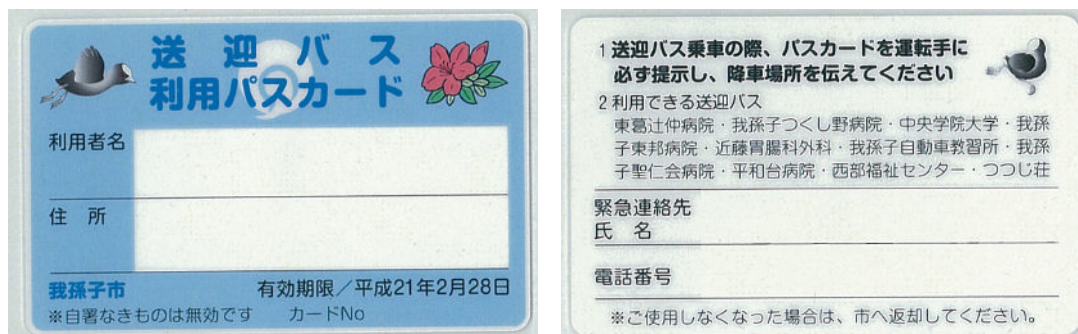 送迎バス
利用パスカード
利用者名
住 所
我孫子市
有効期限／平成21年2月28日
※自署なきものは無効です カードNo
1 送迎バス乗車の際、パスカードを運転手に
必ず提示し、降車場所を伝えてください
2 利用できる送迎バス
東葛辻仲病院・我孫子つくし野病院・中央学院大学・我孫
子東邦病院・近藤胃腸科外科・我孫子自動車教習所・我孫
子聖仁会病院・平和台病院・西部福祉センター・つつじ荘
緊急連絡先
氏 名
電話番号
※ご使用しなくなった場合は、市へ返却してください。